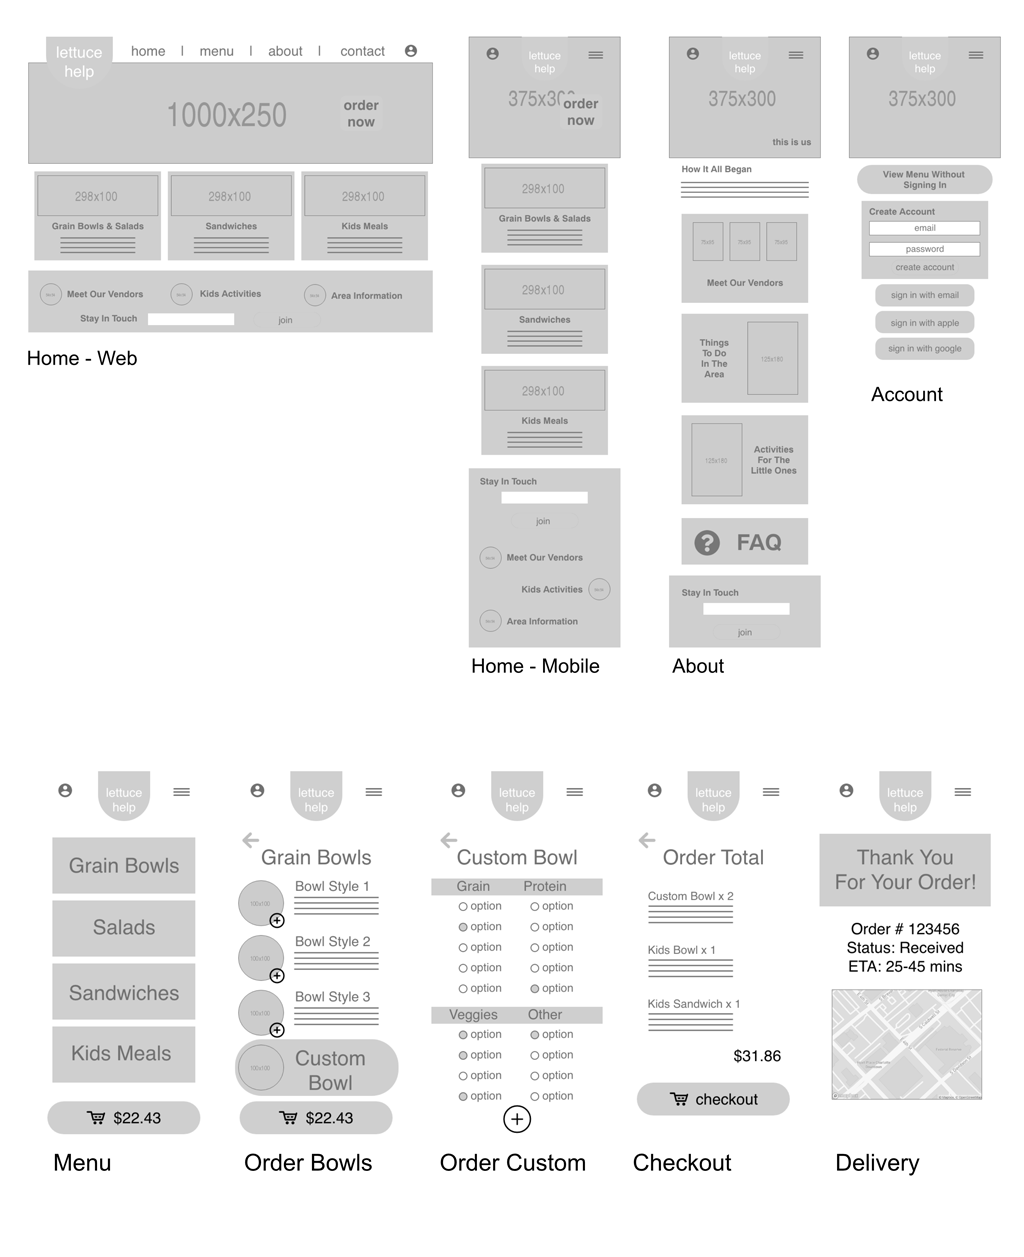 lettuce
help
home | menu | about | contact
1000x250
order
now
298x100
298x100
298x100
Grain Bowls & Salads
Sandwiches
Kids Meals
Meet Our Vendors
Kids Activities
Area Information
Stay In Touch
join
Home - Web
lettuce
help
375x300
order
now
298x100
Grain Bowls & Salads
298x100
Sandwiches
298x100
Kids Meals
Stay In Touch
join
Meet Our Vendors
Kids Activities
Area Information
Home - Mobile
lettuce
help
375x300
this is us
How It All Began
75x95
75x95
75x95
Meet Our Vendors
Things
To Do
In The
Area
125x180
125x180
Activities
For The
Little Ones
? FAQ
Stay In Touch
join
About
lettuce
help
375x300
View Menu Without
Signing In
Create Account
email
password
create account
sign in with email
sign in with apple
sign in with google
Account
lettuce
help
Grain Bowls
Salads
Sandwiches
Kids Meals
$22.43
Menu
lettuce
help
Grain Bowls
100x100
Bowl Style 1
100x100
Bowl Style 2
100x100
Bowl Style 3
100x100
Custom
Bowl
$22.43
Order Bowls
lettuce
help
Custom Bowl
Grain Protein
option option
option option
option option
option option
option option
Veggies Other
option option
option option
option option
option option
Order Custom
lettuce
help
Order Total
Custom Bowl x 2
Kids Bowl x 1
Kids Sandwich x 1
$31.86
checkout
Checkout
lettuce
help
Thank You
For Your Order!
Order # 123456
Status: Received
ETA: 25-45 mins
Delivery